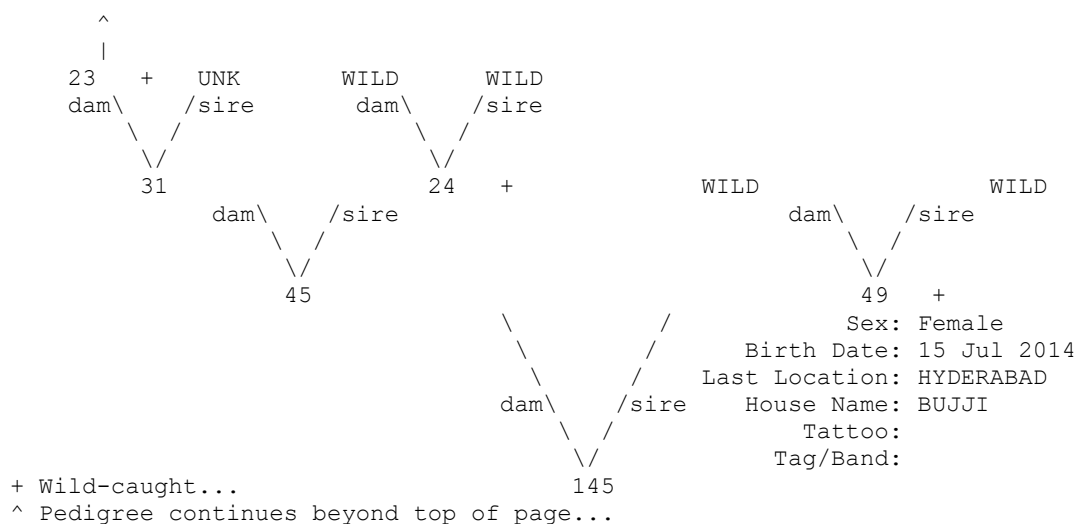 ^
|
23 + UNK WILD WILD
dam\ /sire dam\ /sire
\ / \ /
\ / \ /
\/ \/
31 24 + WILD WILD
dam\ /sire dam\ /sire
\ / \ /
\ / \ /
\/ \/
45 49 +
\ / Sex: Female
\ / Birth Date: 15 Jul 2014
\ / Last Location: HYDERABAD
dam\ /sire House Name: BUJJI
\ / Tattoo:
\/ Tag/Band:
+ Wild-caught... 145
^ Pedigree continues beyond top of page...